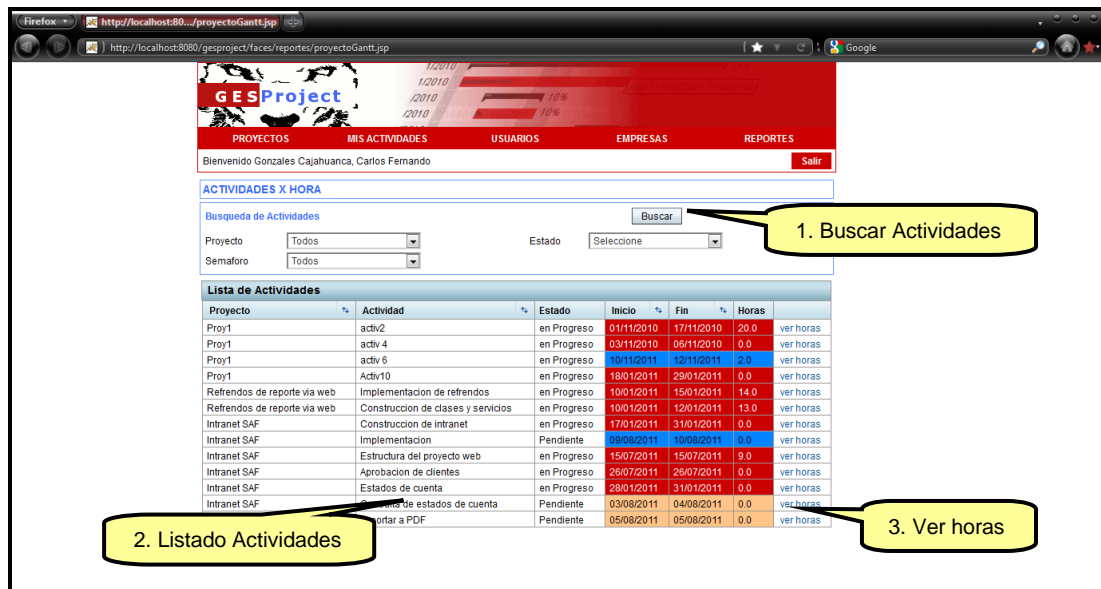 Firefox
http://localhost:80.../proyectoGantt.jsp
http://localhost:8080/gesproject/faces/reportes/proyectoGantt.jsp
Google
1/2010
1/2010
/2010
10%
/2010
10%
10%
GESProject
PROYECTOS MIS ACTIVIDADES USUARIOS EMPRESAS REPORTES
Bienvenido Gonzales Cajahuanca, Carlos Fernando Salir
ACTIVIDADES X HORA
Busqueda de Actividades Buscar
1. Buscar Actividades
Proyecto Todos Estado Seleccione
Semaforo Todos
Lista de Actividades
Proyecto Actividad Estado Inicio Fin Horas
Proy1 activ2 en Progreso 01/11/2010 17/11/2010 20.0 ver horas
Proy1 activ 4 en Progreso 03/11/2010 06/11/2010 0.0 ver horas
Proy1 activ 6 en Progreso 10/11/2011 12/11/2011 2.0 ver horas
Proy1 Activ10 en Progreso 18/01/2011 29/01/2011 0.0 ver horas
Refrendos de reporte via web Implementacion de refrendos en Progreso 10/01/2011 15/01/2011 14.0 ver horas
Refrendos de reporte via web Construccion de clases y servicios en Progreso 10/01/2011 12/01/2011 13.0 ver horas
Intranet SAF Construccion de intranet en Progreso 17/01/2011 31/01/2011 0.0 ver horas
Intranet SAF Implementacion Pendiente 09/08/2011 10/08/2011 0.0 ver horas
Intranet SAF Estructura del proyecto web en Progreso 15/07/2011 15/07/2011 9.0 ver horas
Intranet SAF Aprobacion de clientes en Progreso 26/07/2011 26/07/2011 0.0 ver horas
Intranet SAF Estados de cuenta en Progreso 28/01/2011 31/01/2011 0.0 ver horas
Intranet SAF de estados de cuenta Pendiente 03/08/2011 04/08/2011 0.0 ver horas
a PDF Pendiente 05/08/2011 05/08/2011 0.0 ver horas
2. Listado Actividades
3. Ver horas